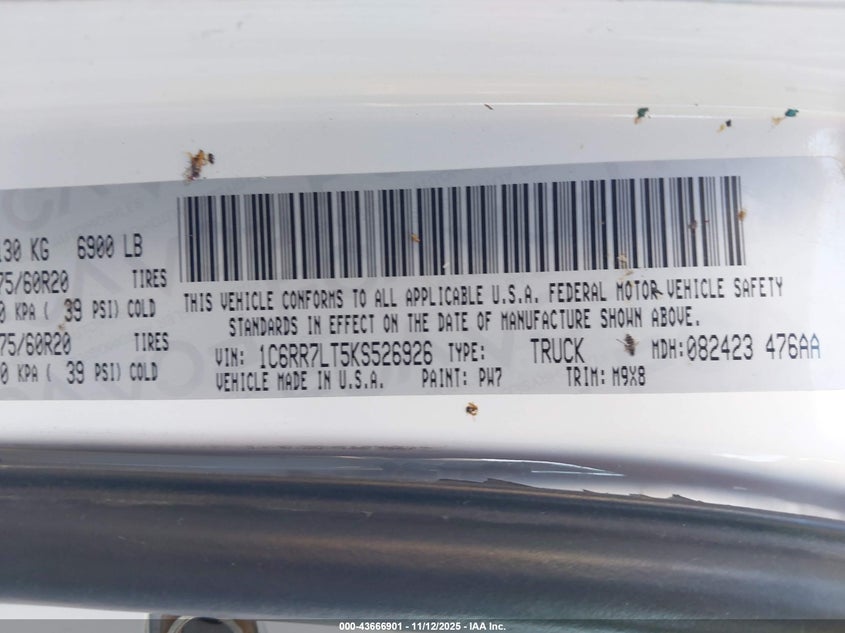 130 KG 6900 LB
75/60R20 TIRES
0 KPA ( 39 PSI) COLD
75/60R20 TIRES
0 KPA ( 39 PSI) COLD
THIS VEHICLE CONFORMS TO ALL APPLICABLE U.S.A. FEDERAL MOTOR VEHICLE SAFETY
STANDARDS IN EFFECT ON THE DATE OF MANUFACTURE SHOWN ABOVE.
VIN: 1C6RR7LT5KS526926 TYPE: TRUCK MDH: 082423 476AA
VEHICLE MADE IN U.S.A. PAINT: PW7 TRIM: M9X8
000-43666901 - 11/12/2025 - IAA Inc.